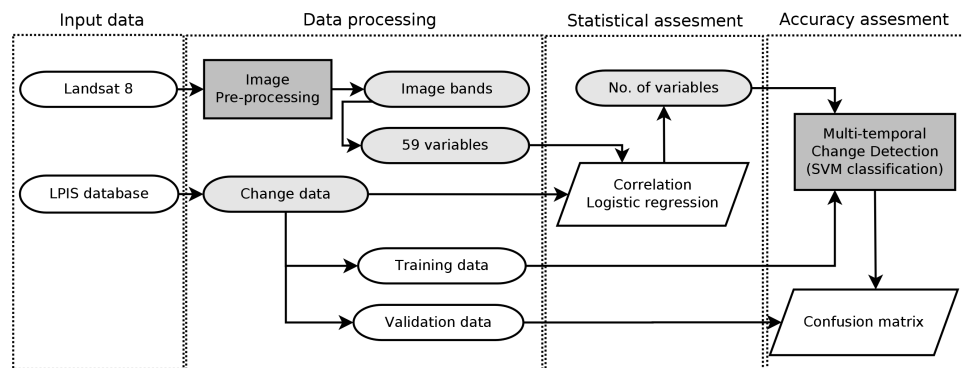 Input data
Data processing
Statistical assesment
Accuracy assesment
Landsat 8
Image
Pre-processing
Image bands
59 variables
No. of variables
Multi-temporal
Change Detection
(SVM classification)
LPIS database
Change data
Correlation
Logistic regression
Training data
Validation data
Confusion matrix